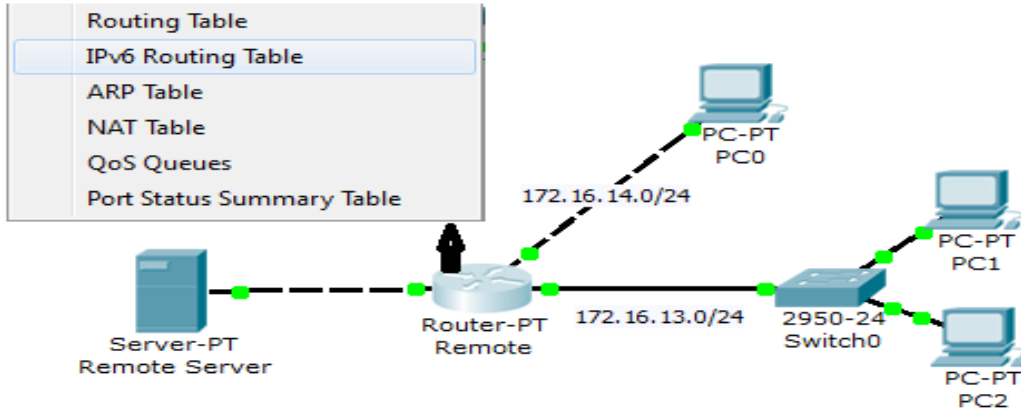 Routing Table
IPv6 Routing Table
ARP Table
NAT Table
QoS Queues
Port Status Summary Table
PC-PT
PC0
172.16.14.0/24
PC-PT
PC1
Server-PT
Remote Server
Router-PT
Remote
172.16.13.0/24
2950-24
Switch0
PC-PT
PC2